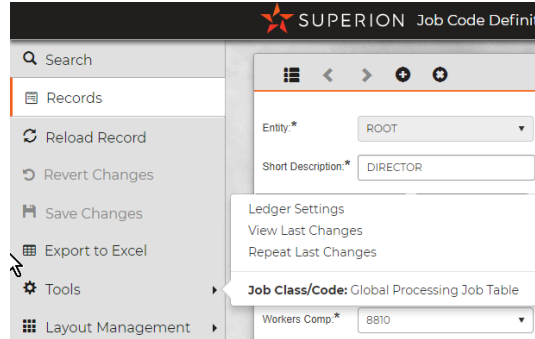 SUPERION Job Code Defini
Search
Records
Reload Record
Revert Changes
Save Changes
Export to Excel
Tools
Layout Management
Entity:* ROOT
Short Description:* DIRECTOR
Ledger Settings
View Last Changes
Repeat Last Changes
Job Class/Code: Global Processing Job Table
Workers Comp.:* 8810